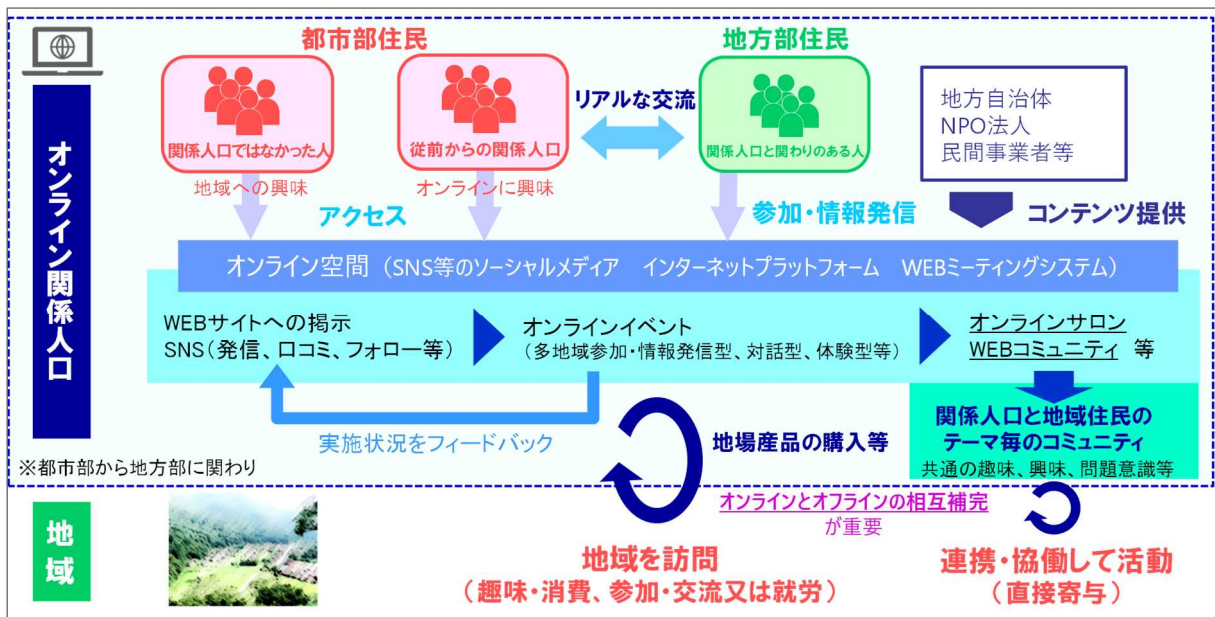 都市部住民
地方部住民
関係人口ではなかった人
従前からの関係人口
リアルな交流
関係人口と関わりのある人
地方自治体
NPO法人
民間事業者等
オンライン関係人口
地域への興味
オンラインに興味
アクセス
参加・情報発信
コンテンツ提供
オンライン空間（SNS等のソーシャルメディア　インターネットプラットフォーム　WEBミーティングシステム）
WEBサイトへの掲示
SNS（発信、口コミ、フォロー等）
オンラインイベント
（多地域参加・情報発信型、対話型、体験型等）
オンラインサロン
WEBコミュニティ 等
実施状況をフィードバック
地場産品の購入等
関係人口と地域住民の
テーマ毎のコミュニティ
共通の趣味、興味、問題意識等
※都市部から地方部に関わり
オンラインとオフラインの相互補完
が重要
地域
地域を訪問
（趣味・消費、参加・交流又は就労）
連携・協働して活動
（直接寄与）